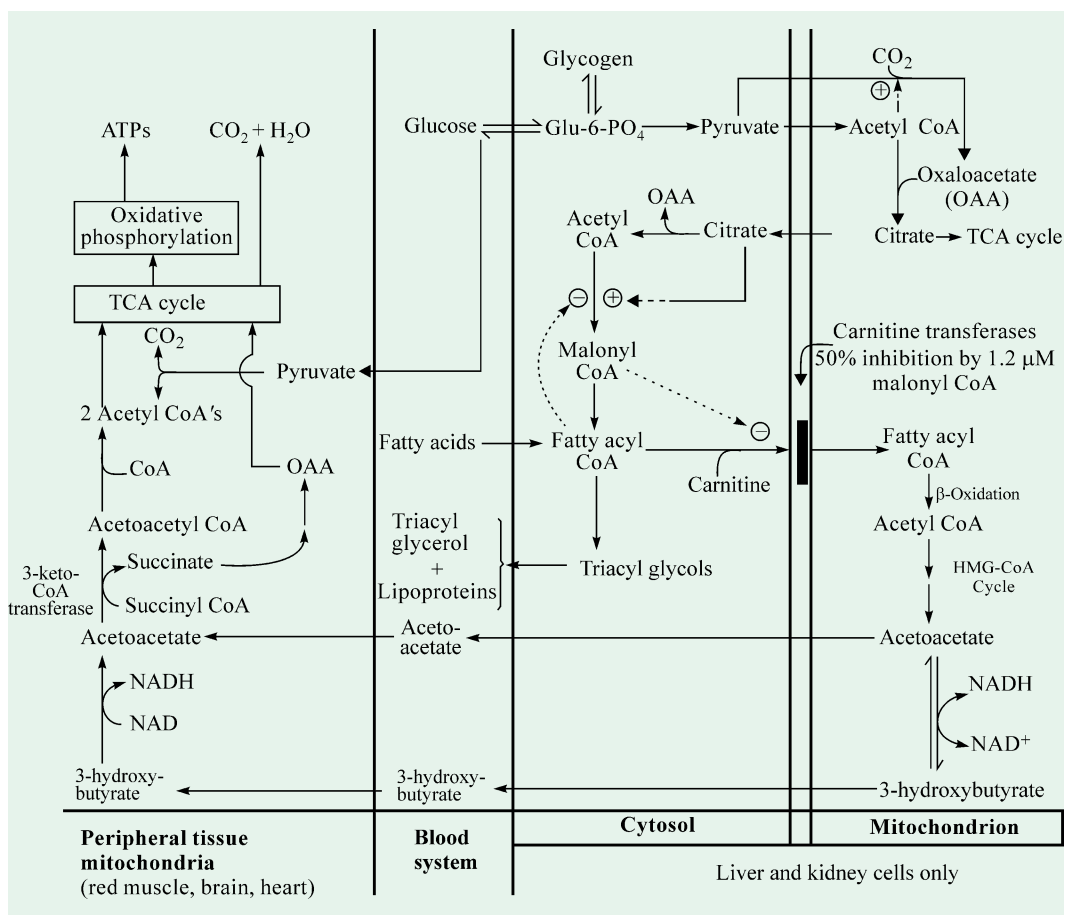 Glycogen
CO₂
+
ATPs
CO₂ + H₂O
Glucose
Glu-6-PO₄
Pyruvate
Acetyl CoA
Oxaloacetate
(OAA)
Oxidative
phosphorylation
OAA
Acetyl
CoA
Citrate
Citrate
TCA cycle
TCA cycle
−
+
CO₂
Carnitine transferases
50% inhibition by 1.2 μM
malonyl CoA
Malonyl
CoA
Pyruvate
2 Acetyl CoA's
−
Fatty acids
Fatty acyl
CoA
Fatty acyl
CoA
CoA
OAA
Carnitine
β-Oxidation
Acetoacetyl CoA
Triacyl
glycerol
+
Lipoproteins
Acetyl CoA
Succinate
3-keto-
CoA
transferase
Triacyl glycols
HMG-CoA
Cycle
Succinyl CoA
Acetoacetate
Aceto-
acetate
Acetoacetate
NADH
NAD
NADH
NAD⁺
3-hydroxy-
butyrate
3-hydroxy-
butyrate
3-hydroxybutyrate
Peripheral tissue
mitochondria
(red muscle, brain, heart)
Blood
system
Cytosol
Mitochondrion
Liver and kidney cells only